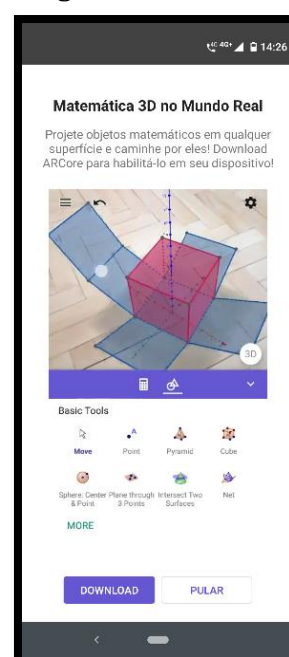 4G 4G+ 14:26
Matemática 3D no Mundo Real
Projete objetos matemáticos em qualquer
superfície e caminhe por eles! Download
ARCore para habilitá-lo em seu dispositivo!
3D
Basic Tools
Move Point Pyramid Cube
Sphere: Center Plane through Intersect Two Net
& Point 3 Points Surfaces
MORE
DOWNLOAD PULAR